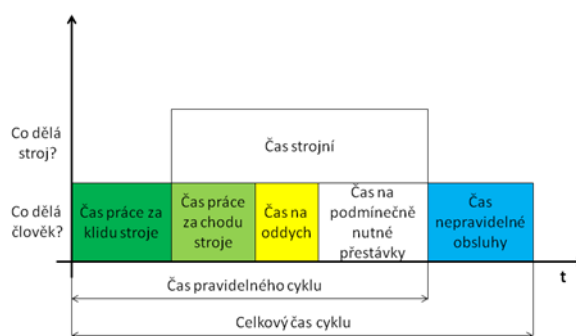 Co dělá
stroj?
Čas strojní
Co dělá
člověk?
Čas práce za
klidu stroje
Čas práce
za chodu
stroje
Čas na
oddych
Čas na
podmínečně
nutné
přestávky
Čas
nepravidelné
obsluhy
t
Čas pravidelného cyklu
Celkový čas cyklu